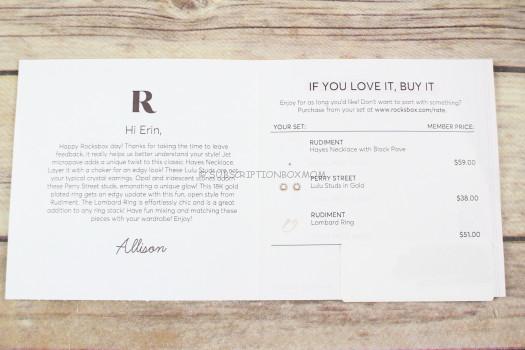 R
Hi Erin,
Happy Rocksbox day! Thanks for taking the time to leave
feedback, it really helps us better understand your style! Jet
micropave adds a unique twist to this classic Hayes Necklace.
Layer it with a choker for an edgy look! These Lulu Studs are not
your typical crystal earrings. Opal and iridescent stones adorn
these Perry Street studs, emanating a unique glow! This 18K gold
plated ring gets an edgy update with this fun, open style from
Rudiment. The Lombard Ring is effortlessly chic and is a great
addition to any ring stack! Have fun mixing and matching these
pieces with your wardrobe! Enjoy!
Allison
IF YOU LOVE IT, BUY IT
Enjoy for as long you'd like! Don't want to part with something?
Purchase from your set at www.rocksbox.com/rate.
YOUR SET: MEMBER PRICE:
RUDIMENT
Hayes Necklace with Black Pave
$59.00
PERRY STREET
Lulu Studs in Gold
$38.00
RUDIMENT
Lombard Ring
$51.00
© SUBSCRIPTIONBOXMOM